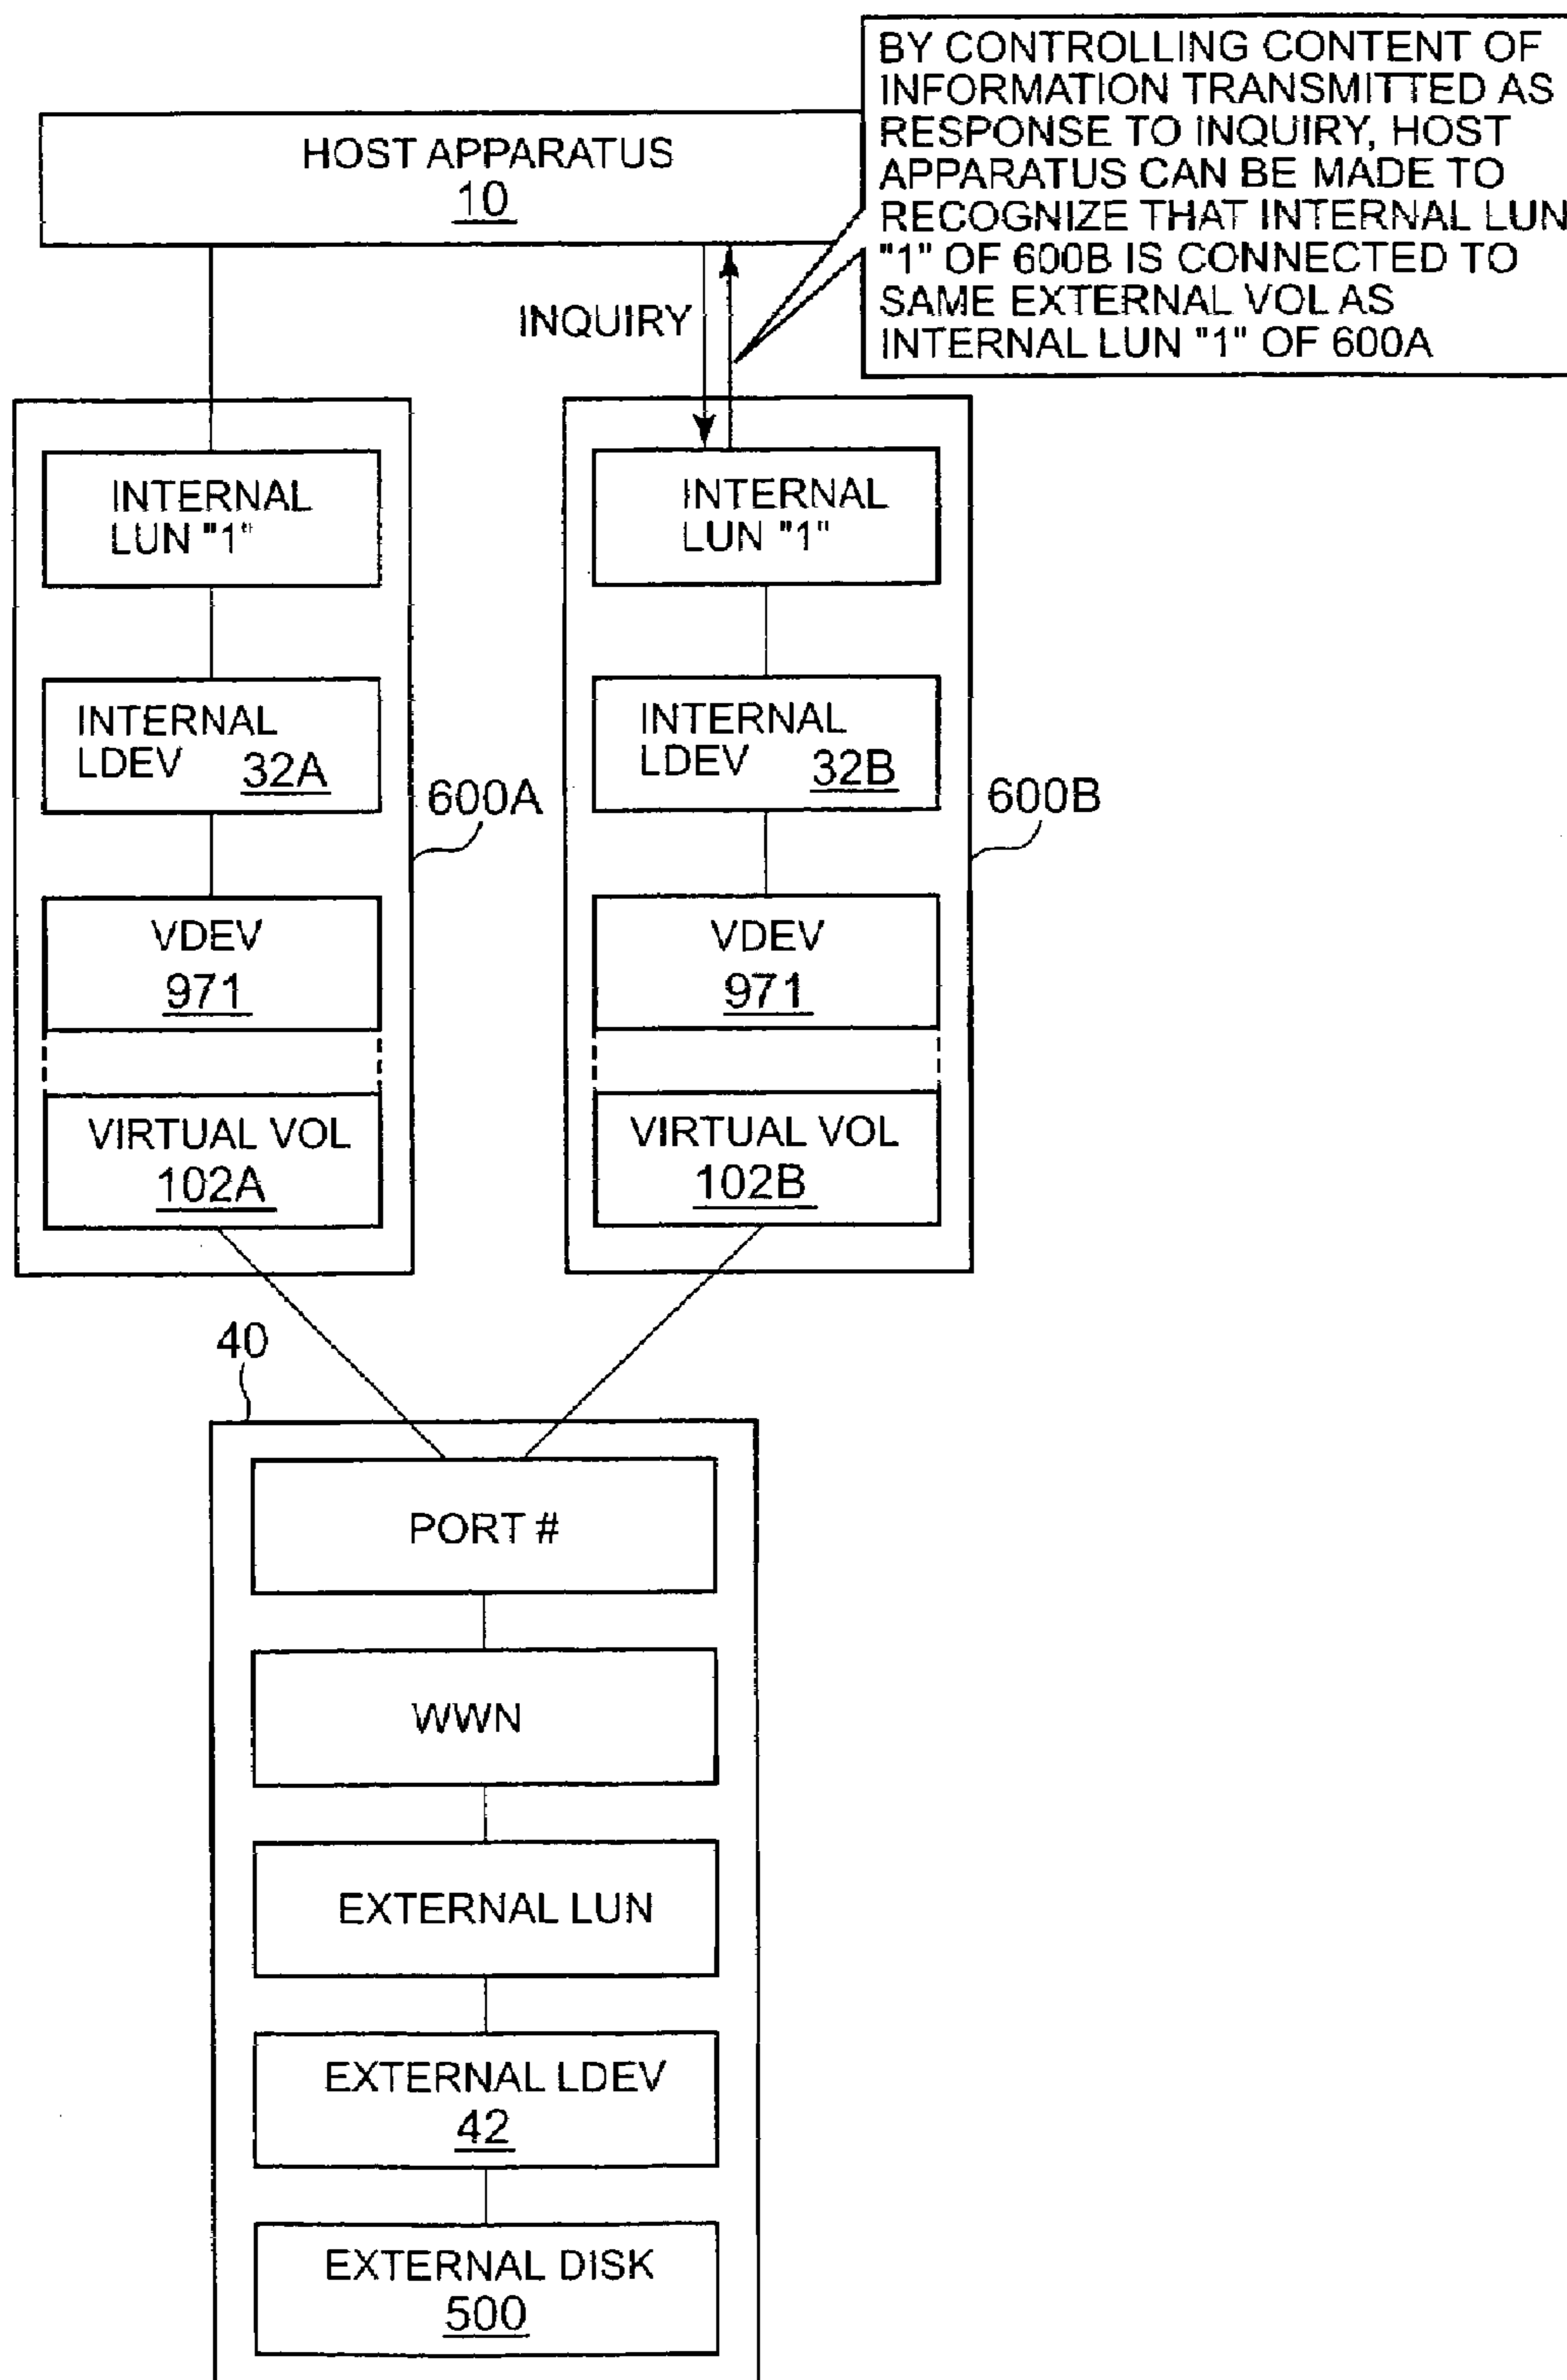 BY CONTROLLING CONTENT OF
INFORMATION TRANSMITTED AS
RESPONSE TO INQUIRY, HOST
APPARATUS CAN BE MADE TO
RECOGNIZE THAT INTERNAL LUN
"1" OF 600B IS CONNECTED TO
SAME EXTERNAL VOL AS
INTERNAL LUN "1" OF 600A
HOST APPARATUS
10
INQUIRY
INTERNAL
LUN "1"
INTERNAL
LDEV 32A
600A
VDEV
971
VIRTUAL VOL
102A
INTERNAL
LUN "1"
INTERNAL
LDEV 32B
600B
VDEV
971
VIRTUAL VOL
102B
40
PORT #
WWN
EXTERNAL LUN
EXTERNAL LDEV
42
EXTERNAL DISK
500